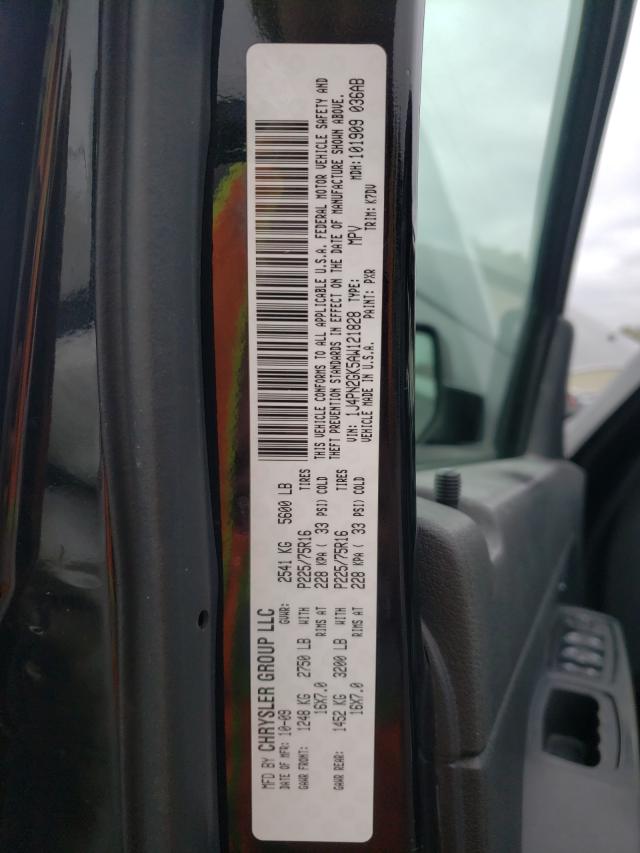 MFD BY CHRYSLER GROUP LLC
DATE OF MFR: 10-09 GVWR: 2541 KG 5600 LB
GAWR FRONT: 1248 KG 2750 LB WITH P225/75R16 TIRES
16X7.0 RIMS AT 228 KPA ( 33 PSI) COLD
GAWR REAR: 1452 KG 3200 LB WITH P225/75R16 TIRES
16X7.0 RIMS AT 228 KPA ( 33 PSI) COLD
THIS VEHICLE CONFORMS TO ALL APPLICABLE U.S.A. FEDERAL MOTOR VEHICLE SAFETY AND
THEFT PREVENTION STANDARDS IN EFFECT ON THE DATE OF MANUFACTURE SHOWN ABOVE.
VIN: 1J4PN2GK5AW121828 TYPE: MPV MDH: 101909 036AB
VEHICLE MADE IN U.S.A. PAINT: PXR TRIM: K7DV